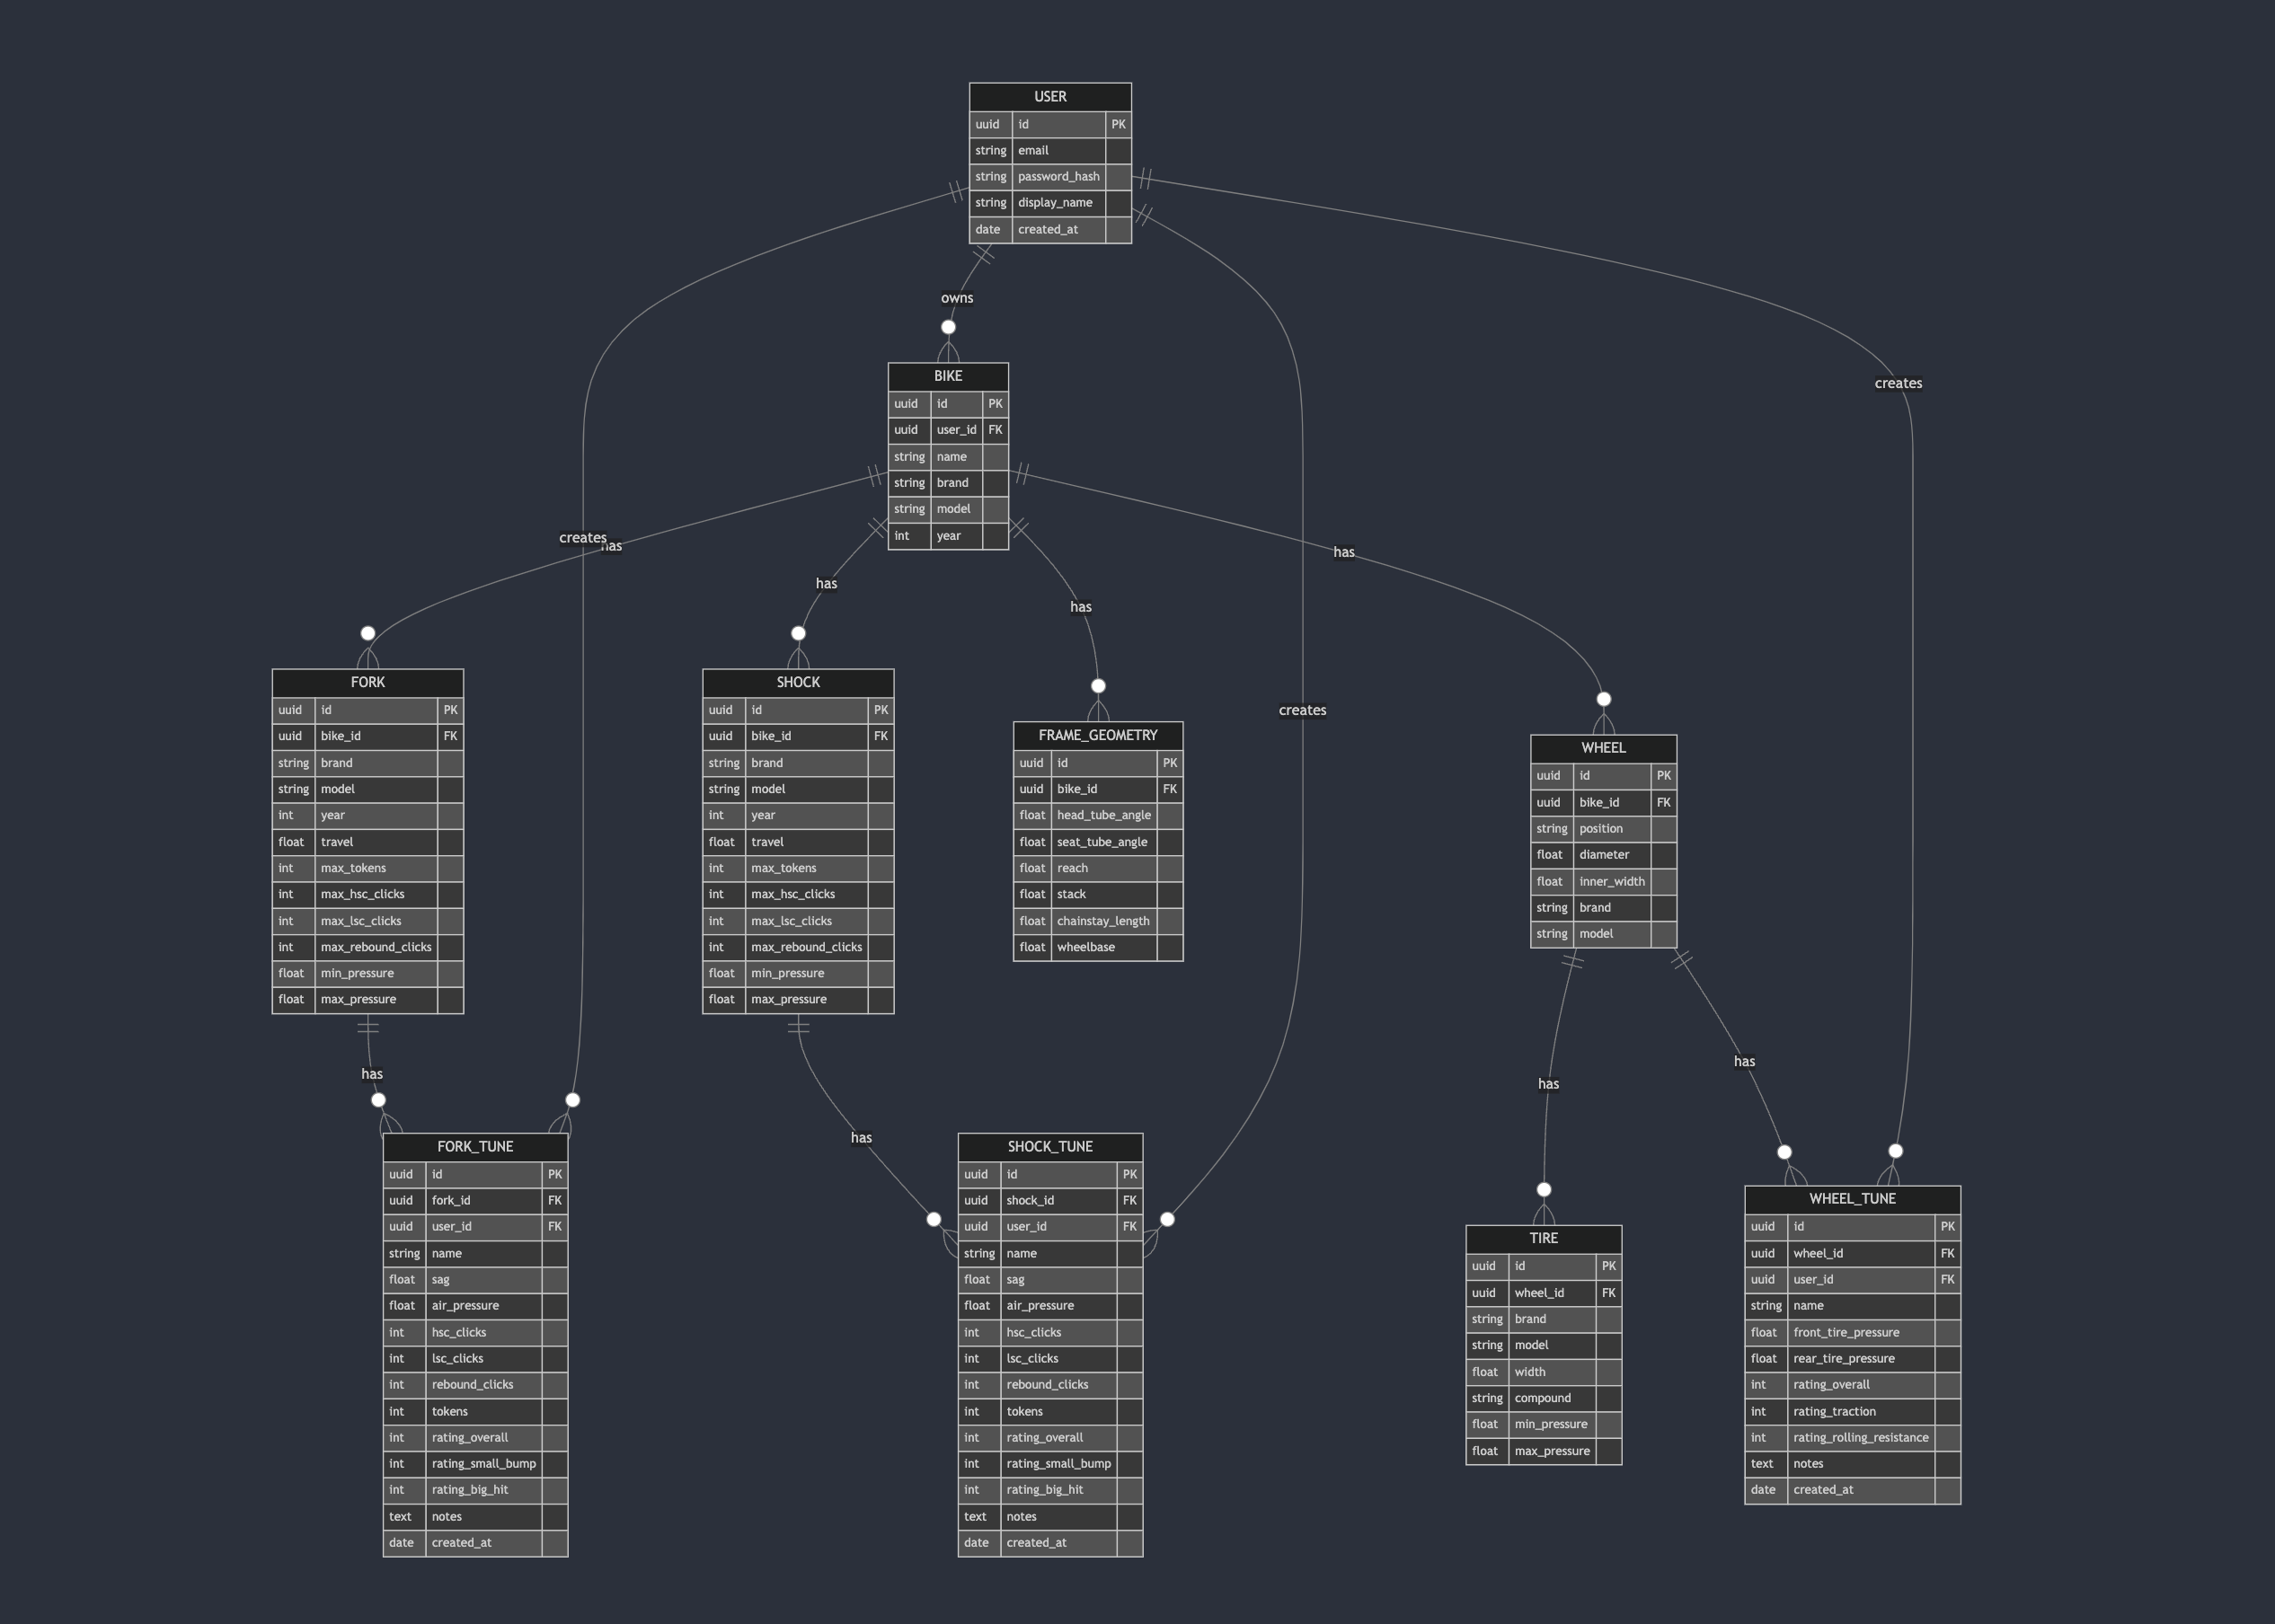 USER
uuid id PK
string email
string password_hash
string display_name
date created_at
owns
creates
BIKE
uuid id PK
uuid user_id FK
string name
string brand
string model
int year
creates
has
has
has
has
creates
FORK
uuid id PK
uuid bike_id FK
string brand
string model
int year
float travel
int max_tokens
int max_hsc_clicks
int max_lsc_clicks
int max_rebound_clicks
float min_pressure
float max_pressure
SHOCK
uuid id PK
uuid bike_id FK
string brand
string model
int year
float travel
int max_tokens
int max_hsc_clicks
int max_lsc_clicks
int max_rebound_clicks
float min_pressure
float max_pressure
FRAME_GEOMETRY
uuid id PK
uuid bike_id FK
float head_tube_angle
float seat_tube_angle
float reach
float stack
float chainstay_length
float wheelbase
WHEEL
uuid id PK
uuid bike_id FK
string position
float diameter
float inner_width
string brand
string model
has
has
has
has
FORK_TUNE
uuid id PK
uuid fork_id FK
uuid user_id FK
string name
float sag
float air_pressure
int hsc_clicks
int lsc_clicks
int rebound_clicks
int tokens
int rating_overall
int rating_small_bump
int rating_big_hit
text notes
date created_at
SHOCK_TUNE
uuid id PK
uuid shock_id FK
uuid user_id FK
string name
float sag
float air_pressure
int hsc_clicks
int lsc_clicks
int rebound_clicks
int tokens
int rating_overall
int rating_small_bump
int rating_big_hit
text notes
date created_at
TIRE
uuid id PK
uuid wheel_id FK
string brand
string model
float width
string compound
float min_pressure
float max_pressure
WHEEL_TUNE
uuid id PK
uuid wheel_id FK
uuid user_id FK
string name
float front_tire_pressure
float rear_tire_pressure
int rating_overall
int rating_traction
int rating_rolling_resistance
text notes
date created_at